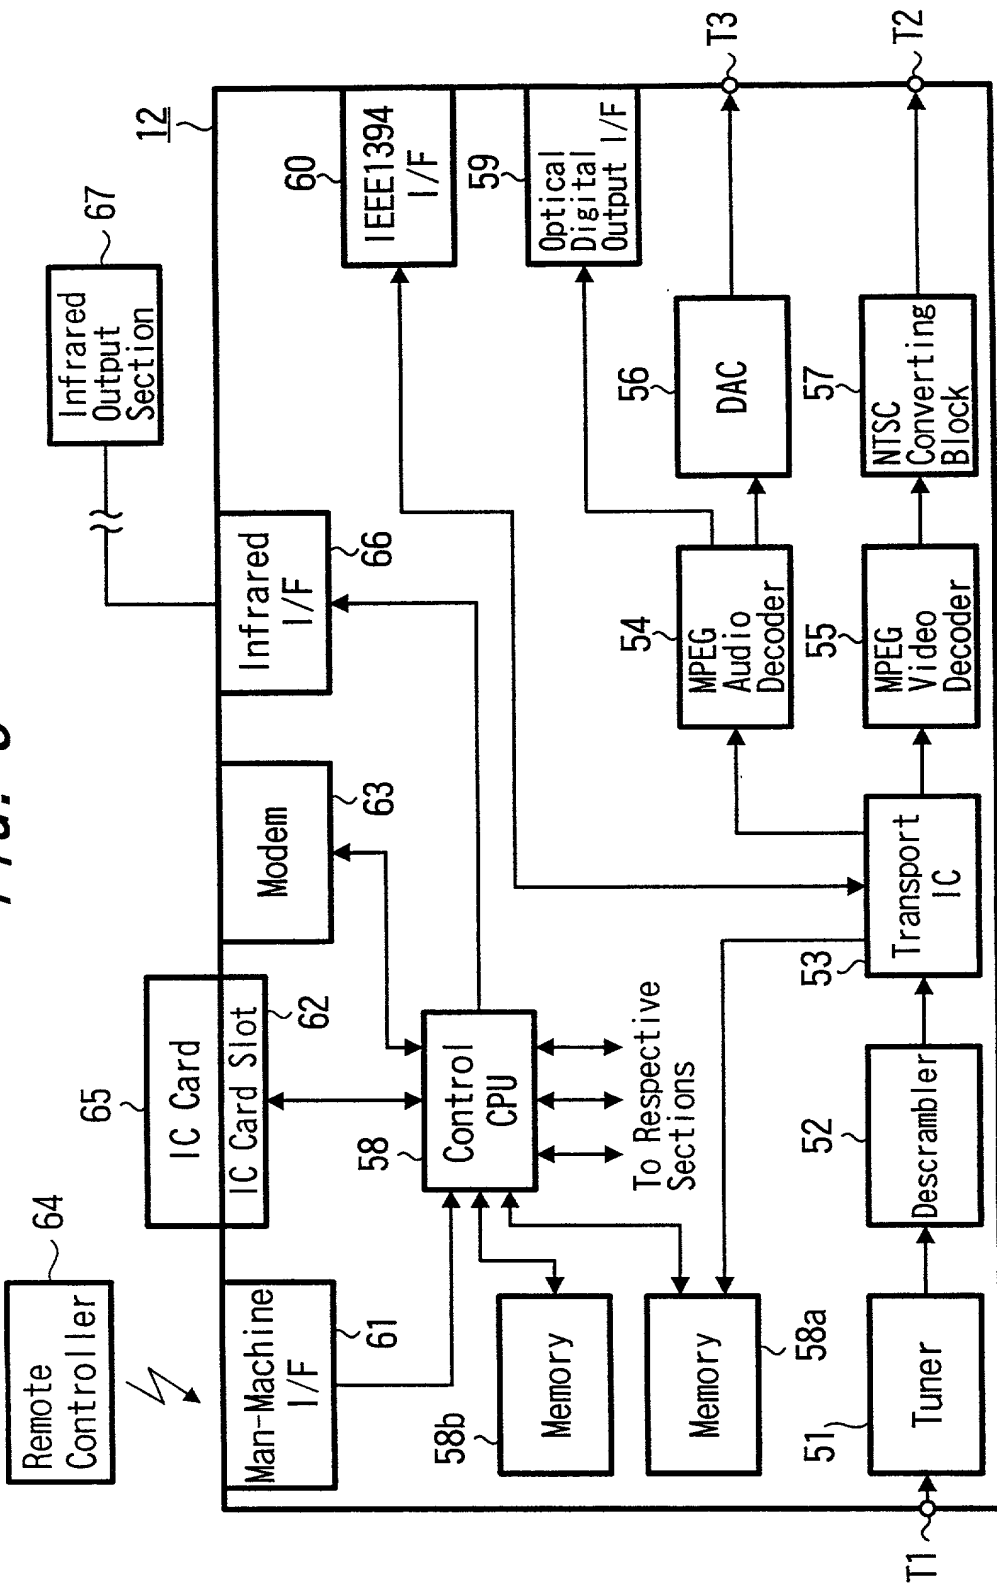 64
Remote
Controller
65
IC Card
IC Card Slot
62
Modem
63
Infrared
I/F
66
Infrared
Output
Section
67
12
Man-Machine
I/F
61
58
Control
CPU
60
IEEE1394
I/F
58b
Memory
To Respective
Sections
59
Optical
Digital
Output I/F
Memory
58a
54
MPEG
Audio
Decoder
56
DAC
T3
51
Tuner
52
Descrambler
53
Transport
IC
55
MPEG
Video
Decoder
57
NTSC
Converting
Block
T2
T1